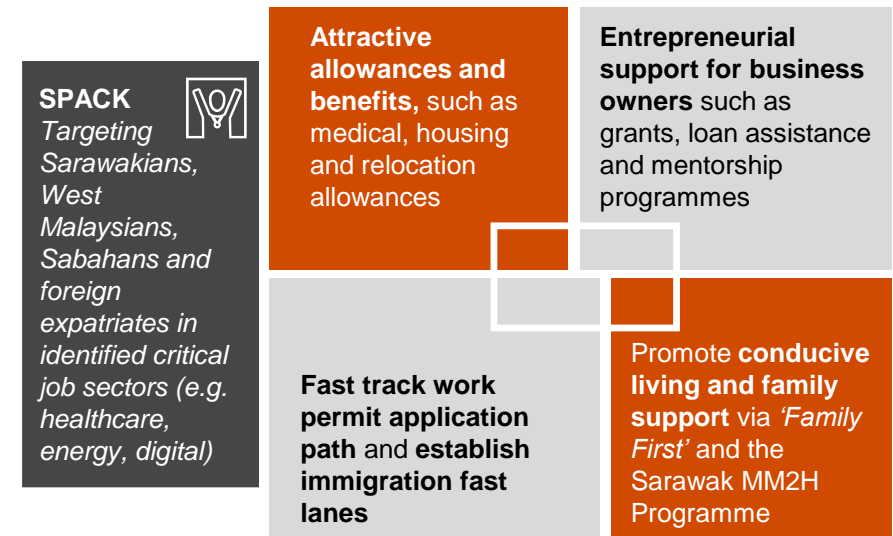 SPACK
Targeting
Sarawakians,
West
Malaysians,
Sabahans and
foreign
expatriates in
identified critical
job sectors (e.g.
healthcare,
energy, digital)
Attractive
allowances and
benefits, such as
medical, housing
and relocation
allowances
Entrepreneurial
support for business
owners such as
grants, loan assistance
and mentorship
programmes
Fast track work
permit application
path and establish
immigration fast
lanes
Promote conducive
living and family
support via ‘Family
First’ and the
Sarawak MM2H
Programme